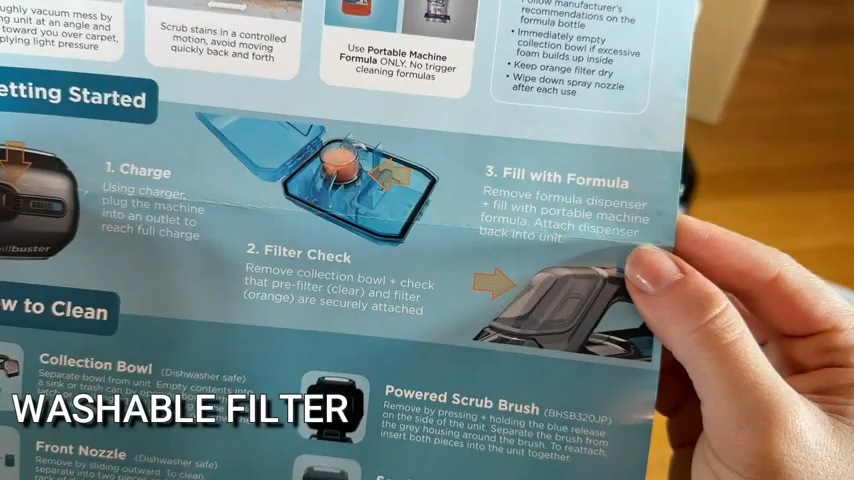 oughly vacuum mess by
ng unit at an angle and
toward you over carpet,
plying light pressure
Scrub stains in a controlled
motion, avoid moving
quickly back and forth
Use Portable Machine
Formula ONLY. No trigger
cleaning formulas
Follow manufacturer's
recommendations on the
formula bottle
• Immediately empty
collection bowl if excessive
foam builds up inside
• Keep orange filter dry
• Wipe down spray nozzle
after each use
etting Started
1. Charge
Using charger,
plug the machine
into an outlet to
reach full charge
2. Filter Check
Remove collection bowl + check
that pre-filter (clear) and filter
(orange) are securely attached
3. Fill with Formula
Remove formula dispenser
+ fill with portable machine
formula. Attach dispenser
back into unit.
illbuster
w to Clean
Collection Bowl (Dishwasher safe)
Separate bowl from unit. Empty contents into
a sink or trash can by
WASHABLE FILTER
Front Nozzle (Dishwasher safe)
Remove by sliding outward. To clean,
separate into two pieces
Powered Scrub Brush (BHSB320JP)
Remove by pressing + holding the blue release
on the side of the unit. Separate the brush from
the grey housing around the brush. To reattach,
insert both pieces into the unit together.